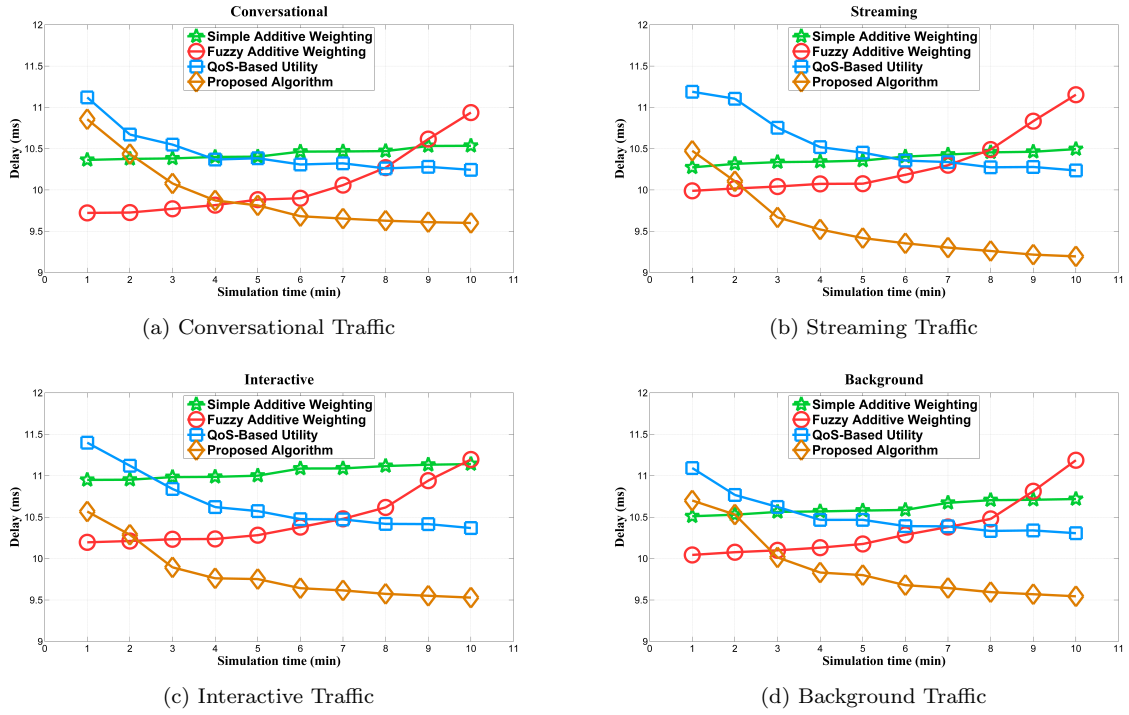 Conversational
12
11.5
11
10.5
10
9.5
9
Delay (ms)
Simple Additive Weighting
Fuzzy Additive Weighting
QoS-Based Utility
Proposed Algorithm
0 1 2 3 4 5 6 7 8 9 10 11
Simulation time (min)
(a) Conversational Traffic
Streaming
12
11.5
11
10.5
10
9.5
9
Delay (ms)
Simple Additive Weighting
Fuzzy Additive Weighting
QoS-Based Utility
Proposed Algorithm
0 1 2 3 4 5 6 7 8 9 10 11
Simulation time (min)
(b) Streaming Traffic
Interactive
12
11.5
11
10.5
10
9.5
9
Delay (ms)
Simple Additive Weighting
Fuzzy Additive Weighting
QoS-Based Utility
Proposed Algorithm
0 1 2 3 4 5 6 7 8 9 10 11
Simulation time (min)
(c) Interactive Traffic
Background
12
11.5
11
10.5
10
9.5
9
Delay (ms)
Simple Additive Weighting
Fuzzy Additive Weighting
QoS-Based Utility
Proposed Algorithm
0 1 2 3 4 5 6 7 8 9 10 11
Simulation time (min)
(d) Background Traffic